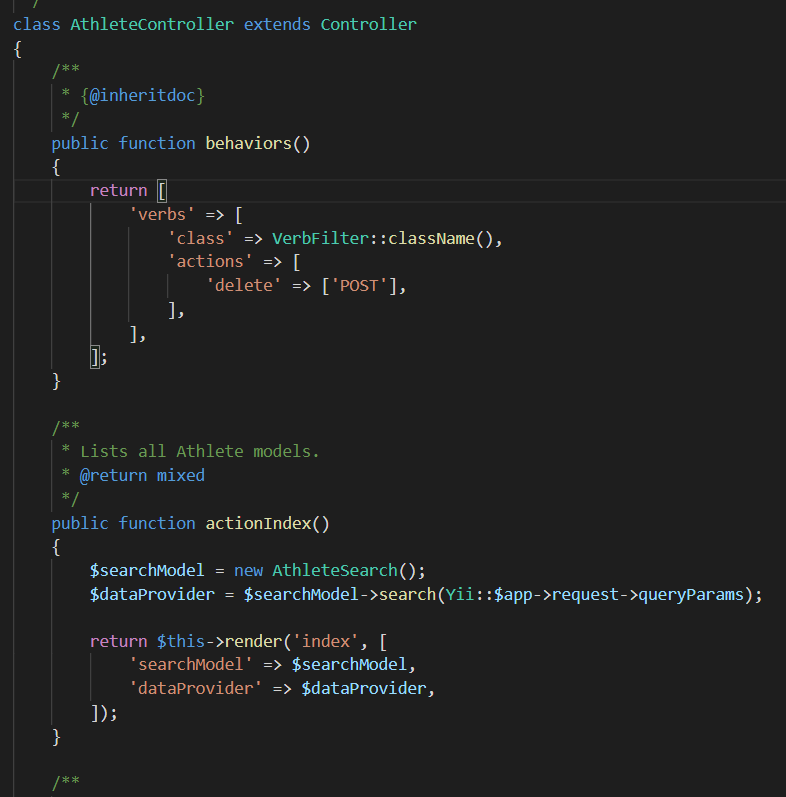 /
class AthleteController extends Controller
{
    /**
     * {@inheritdoc}
     */
    public function behaviors()
    {
        return [
            'verbs' => [
                'class' => VerbFilter::className(),
                'actions' => [
                    'delete' => ['POST'],
                ],
            ],
        ];
    }

    /**
     * Lists all Athlete models.
     * @return mixed
     */
    public function actionIndex()
    {
        $searchModel = new AthleteSearch();
        $dataProvider = $searchModel->search(Yii::$app->request->queryParams);

        return $this->render('index', [
            'searchModel' => $searchModel,
            'dataProvider' => $dataProvider,
        ]);
    }

    /**